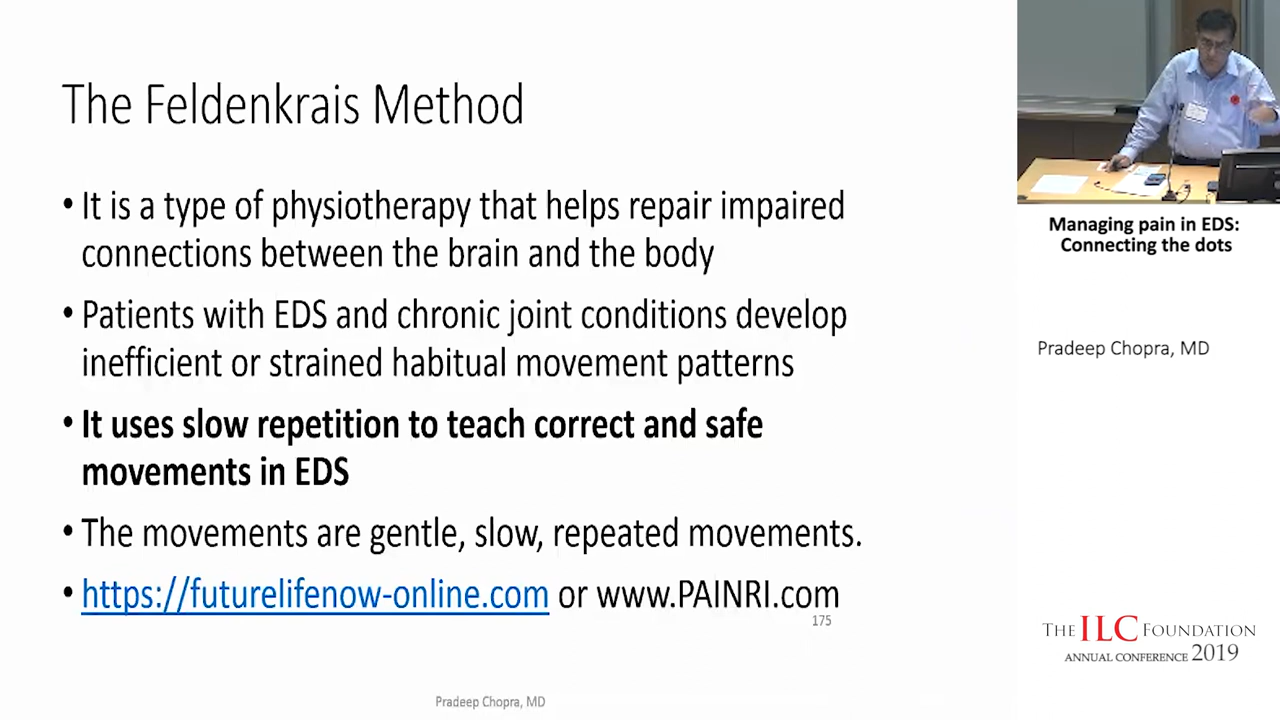 The Feldenkrais Method
• It is a type of physiotherapy that helps repair impaired
connections between the brain and the body
• Patients with EDS and chronic joint conditions develop
inefficient or strained habitual movement patterns
• It uses slow repetition to teach correct and safe
movements in EDS
• The movements are gentle, slow, repeated movements.
• https://futurelifenow-online.com or www.PAINRI.com
175
Pradeep Chopra, MD
Managing pain in EDS:
Connecting the dots
Pradeep Chopra, MD
THE ILC FOUNDATION
ANNUAL CONFERENCE 2019